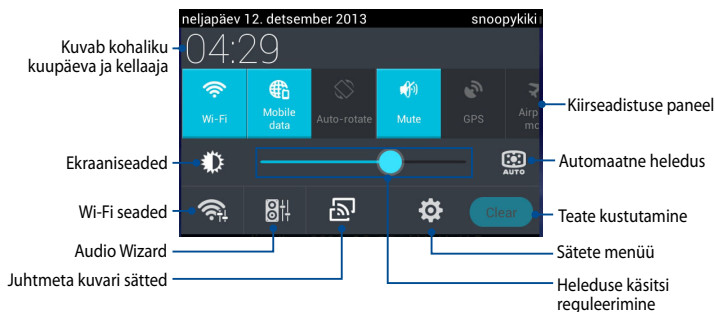 neljapäev 12. detsember 2013 snoopykiki
04:29
Kuvab kohaliku
kuupäeva ja kellaaja
Wi-Fi
Mobile
data
Auto-rotate
Mute
GPS
Airp
mo
Kiirseadistuse paneel
Ekraaniseaded
AUTO
Automaatne heledus
Wi-Fi seaded
Clear
Teate kustutamine
Audio Wizard
Sätete menüü
Juhtmeta kuvari sätted
Heleduse käsitsi
reguleerimine